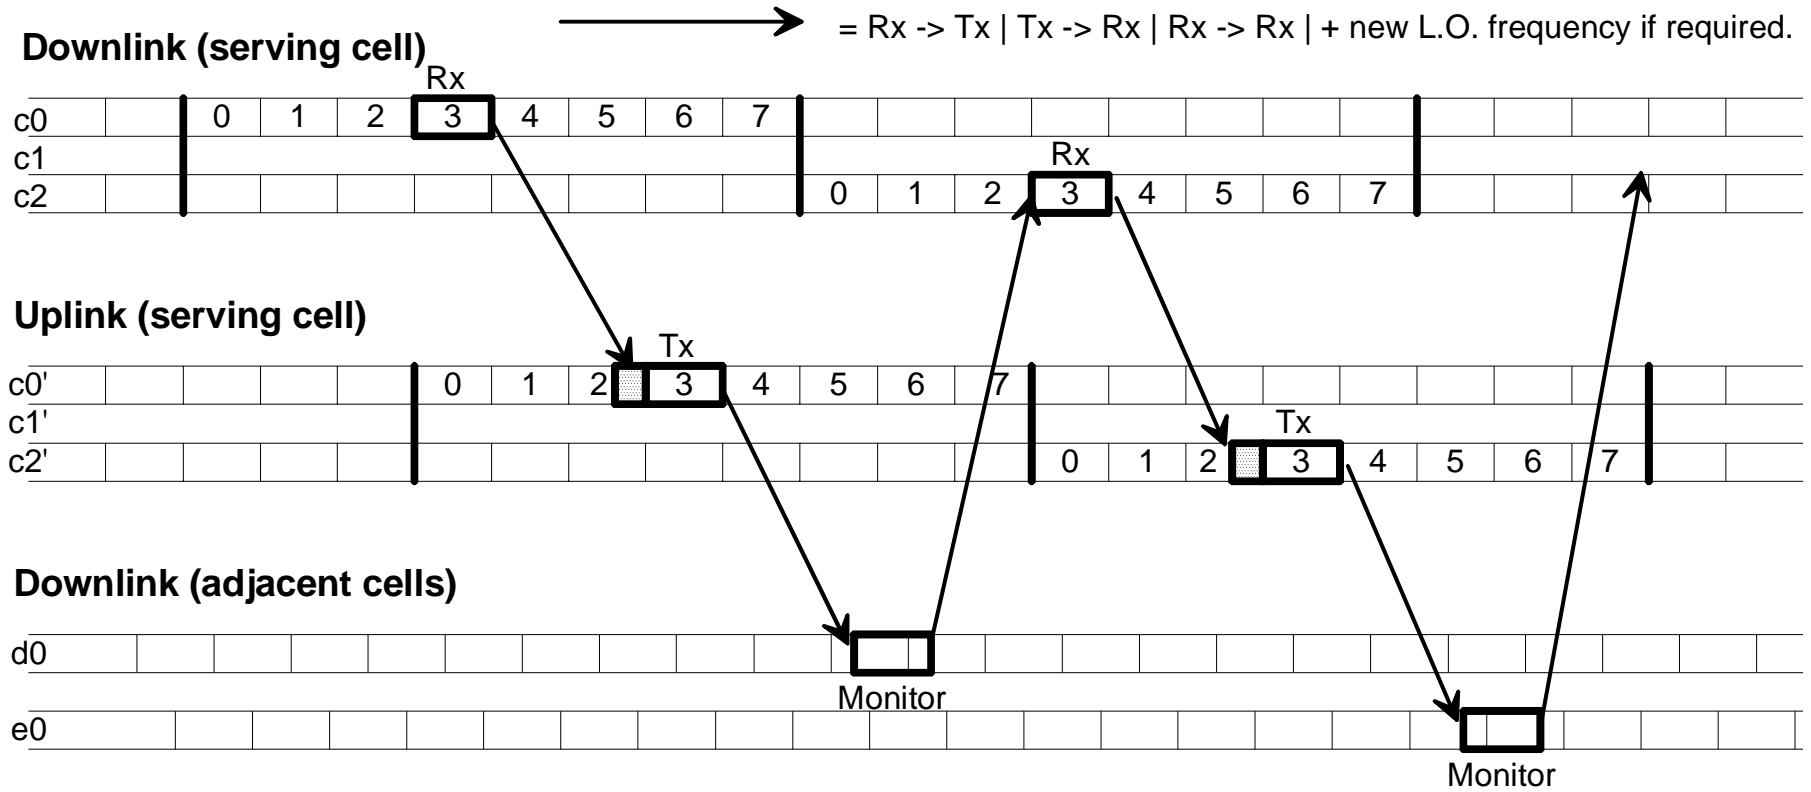 = Rx -> Tx | Tx -> Rx | Rx -> Rx | + new L.O. frequency if required.
Downlink (serving cell)
Rx
c0 0 1 2 3 4 5 6 7
c1 Rx
c2 0 1 2 3 4 5 6 7
Uplink (serving cell)
Tx
c0' 0 1 2 3 4 5 6 7
c1' Tx
c2' 0 1 2 3 4 5 6 7
Downlink (adjacent cells)
d0
Monitor
e0
Monitor